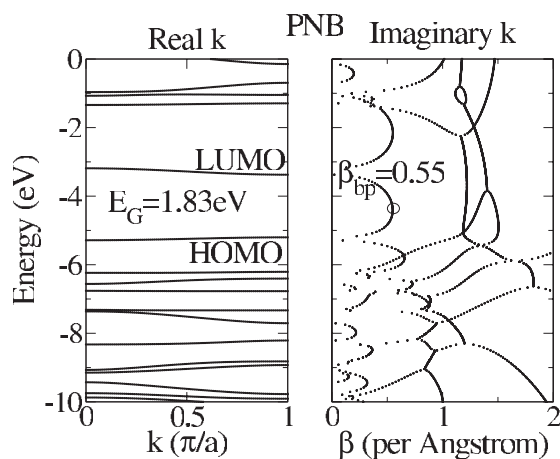 PNB
Real k
Imaginary k
0
-2
-4
-6
-8
-10
Energy (eV)
LUMO
E_G=1.83eV
HOMO
β_bp=0.55
0
0.5
1
k (π/a)
0
1
2
β (per Angstrom)